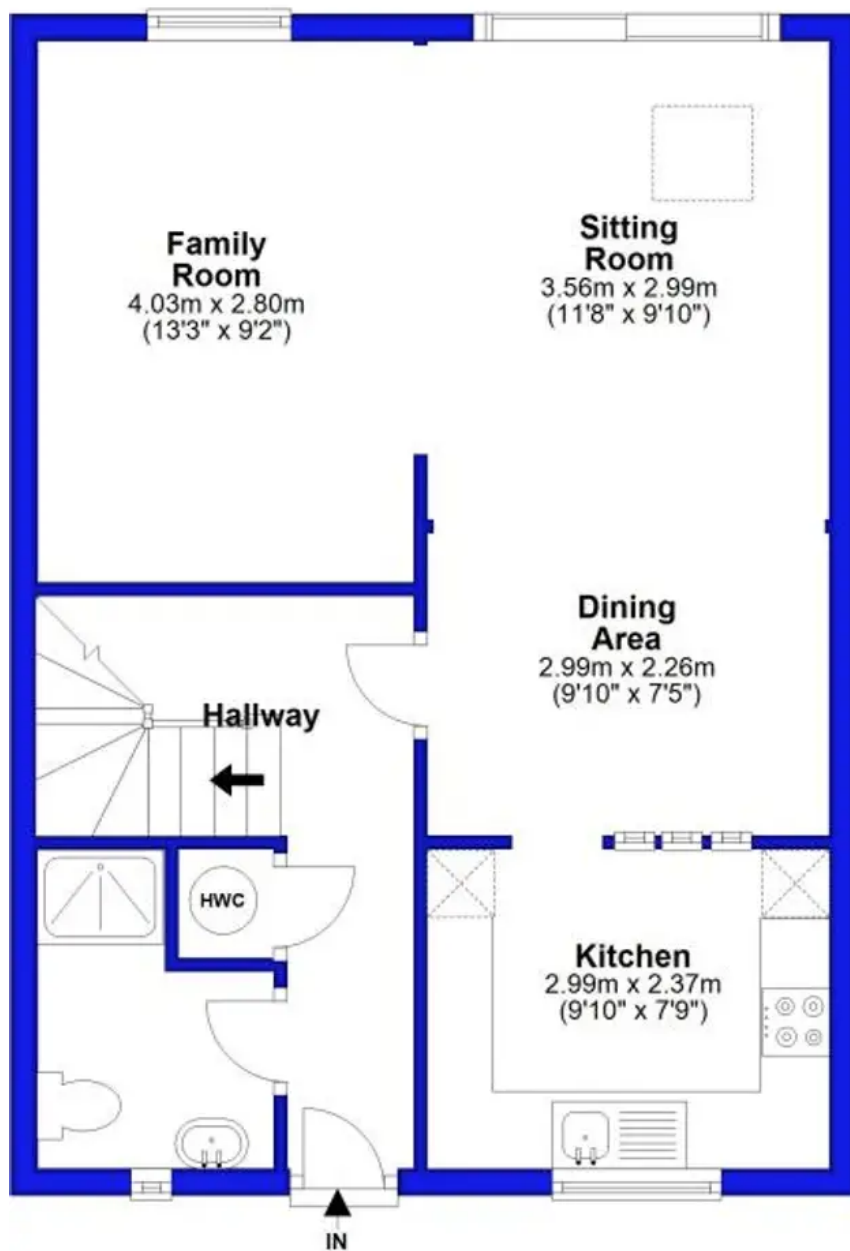 Family
Room
4.03m x 2.80m
(13'3" x 9'2")
Sitting
Room
3.56m x 2.99m
(11'8" x 9'10")
Dining
Area
2.99m x 2.26m
(9'10" x 7'5")
Hallway
HWC
Kitchen
2.99m x 2.37m
(9'10" x 7'9")
IN